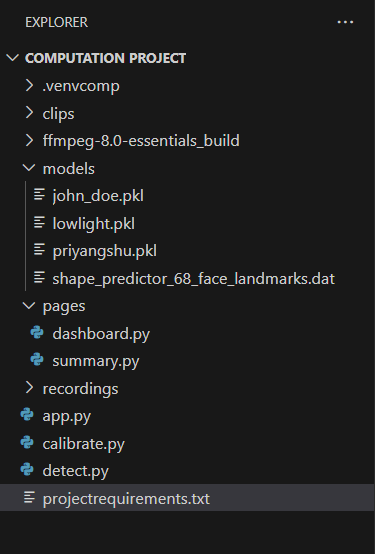 EXPLORER
COMPUTATION PROJECT
.venvcomp
clips
ffmpeg-8.0-essentials_build
models
john_doe.pkl
lowlight.pkl
priyangshu.pkl
shape_predictor_68_face_landmarks.dat
pages
dashboard.py
summary.py
recordings
app.py
calibrate.py
detect.py
projectrequirements.txt